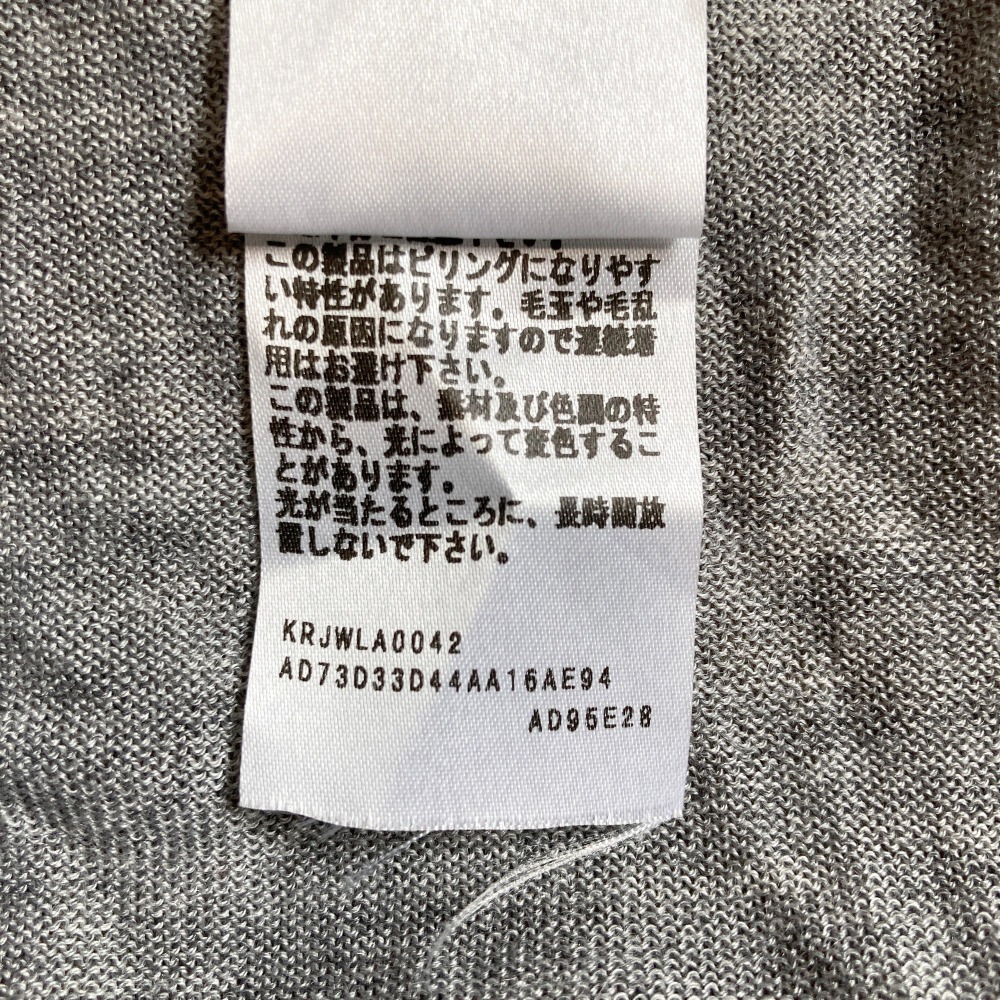 この製品はピリングになりやす
い特性があります。毛玉や毛乱
れの原因になりますので連続着
用はお避け下さい。
この製品は、素材及び色調の特
性から、光によって変色するこ
とがあります。
光が当たるところに、長時間放
置しないで下さい。
KRJWLA0042
AD73D33D44AA16AE94
AD95E28